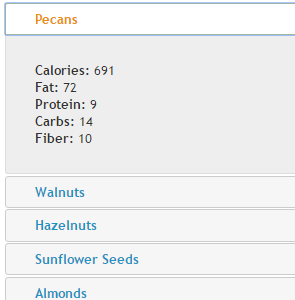 Pecans
Calories: 691
Fat: 72
Protein: 9
Carbs: 14
Fiber: 10
Walnuts
Hazelnuts
Sunflower Seeds
Almonds